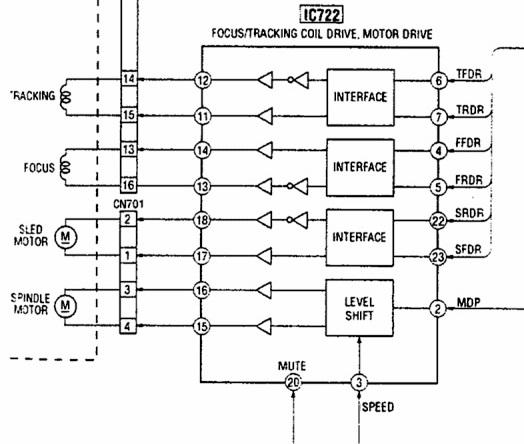 IC722
FOCUS/TRACKING COIL DRIVE, MOTOR DRIVE
14 12 6 TFDR
TRACKING INTERFACE
15 11 7 TRDR
13 14 4 FFDR
FOCUS INTERFACE
16 13 5 FRDR
CN701
2 18 22 SRDR
SLED
MOTOR M INTERFACE
1 17 23 SFDR
3 16
SPINDLE
MOTOR M LEVEL
SHIFT 2 MDP
4 15
MUTE
20 3
SPEED